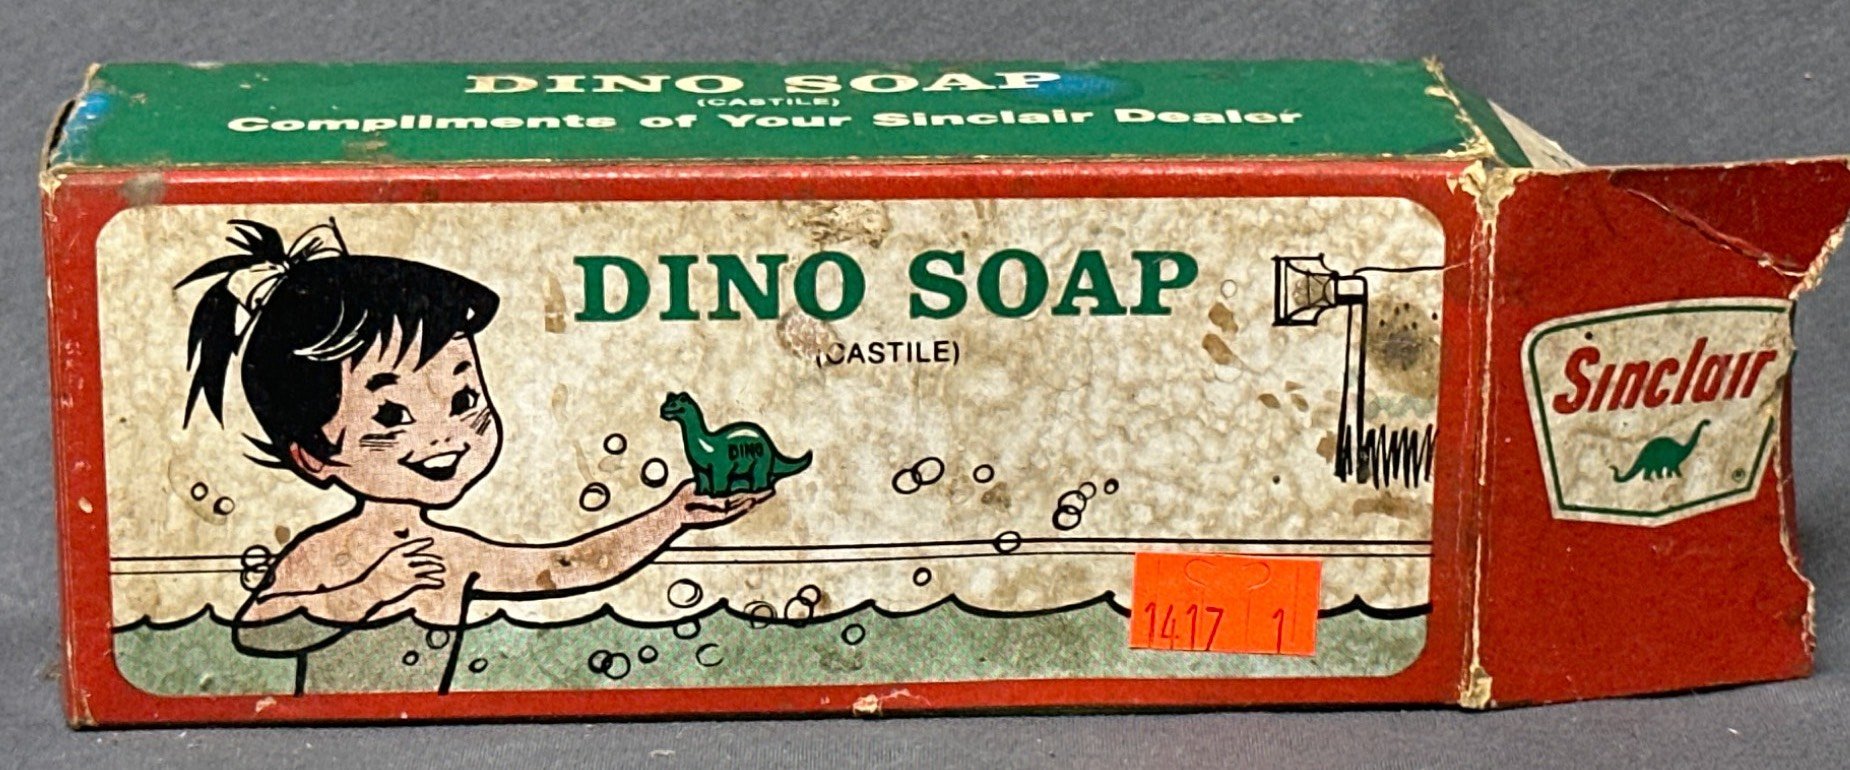 DINO SOAP
(CASTILE)
Compliments of Your Sinclair Dealer
DINO SOAP
(CASTILE)
DINO
Sinclair
®
1417 1